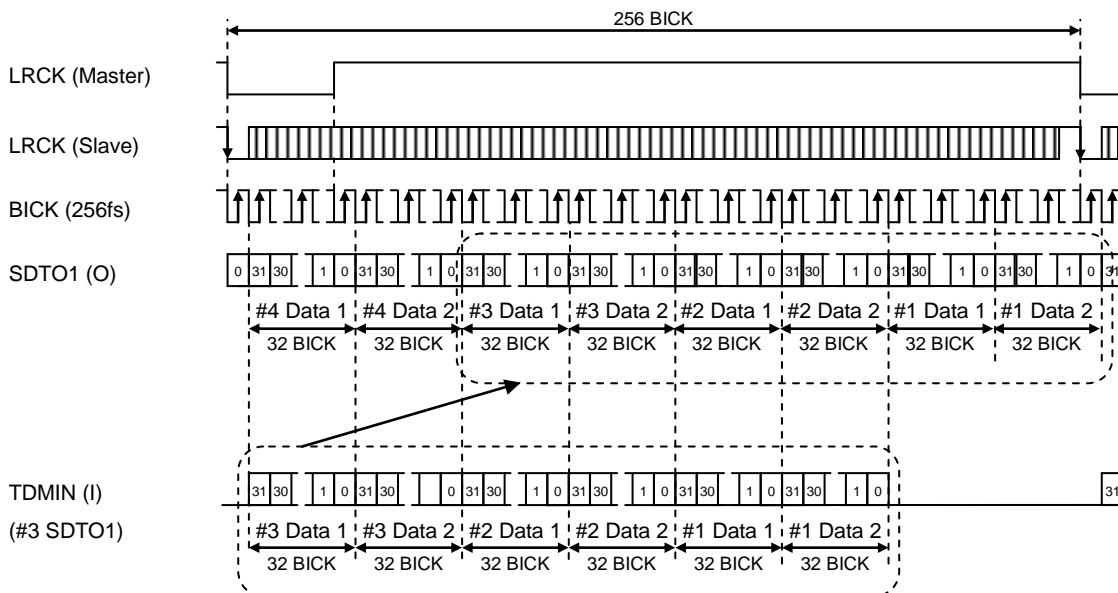 256 BICK
LRCK (Master)
LRCK (Slave)
BICK (256fs)
SDTO1 (O) 0 31 30 1 0 31 30 1 0 31 30 1 0 31 30 1 0 31 30 1 0 31 30 1 0 31 30 1 0 31 30 1 0 31
#4 Data 1 #4 Data 2 #3 Data 1 #3 Data 2 #2 Data 1 #2 Data 2 #1 Data 1 #1 Data 2
32 BICK 32 BICK 32 BICK 32 BICK 32 BICK 32 BICK 32 BICK 32 BICK
TDMIN (I) 31 30 1 0 31 30 0 31 30 1 0 31 30 1 0 31 30 1 0 31 30 1 0 31
(#3 SDTO1) #3 Data 1 #3 Data 2 #2 Data 1 #2 Data 2 #1 Data 1 #1 Data 2
32 BICK 32 BICK 32 BICK 32 BICK 32 BICK 32 BICK